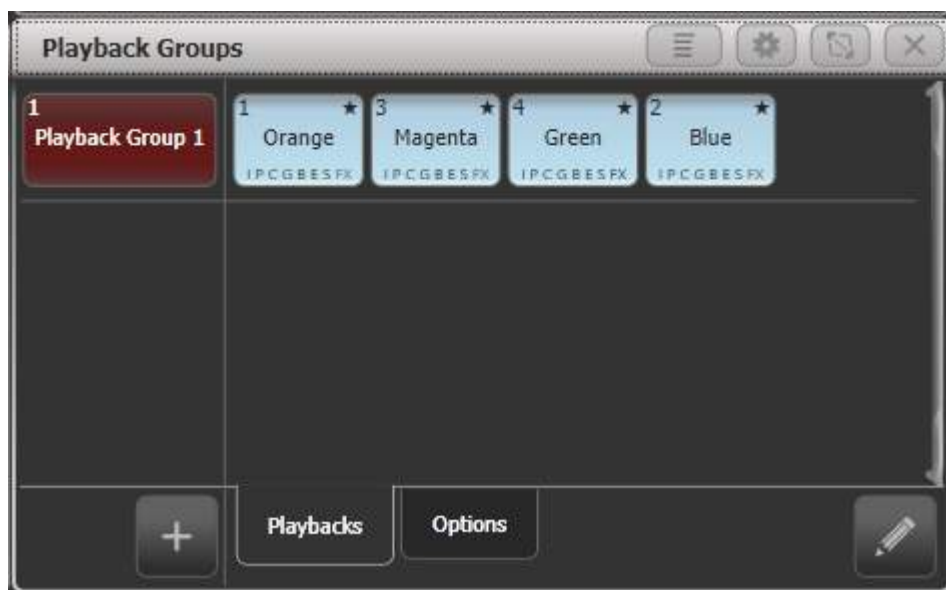 Playback Groups
1
Playback Group 1
1
Orange
IPCGBESFX
3
Magenta
IPCGBESFX
4
Green
IPCGBESFX
2
Blue
IPCGBESFX
Playbacks
Options